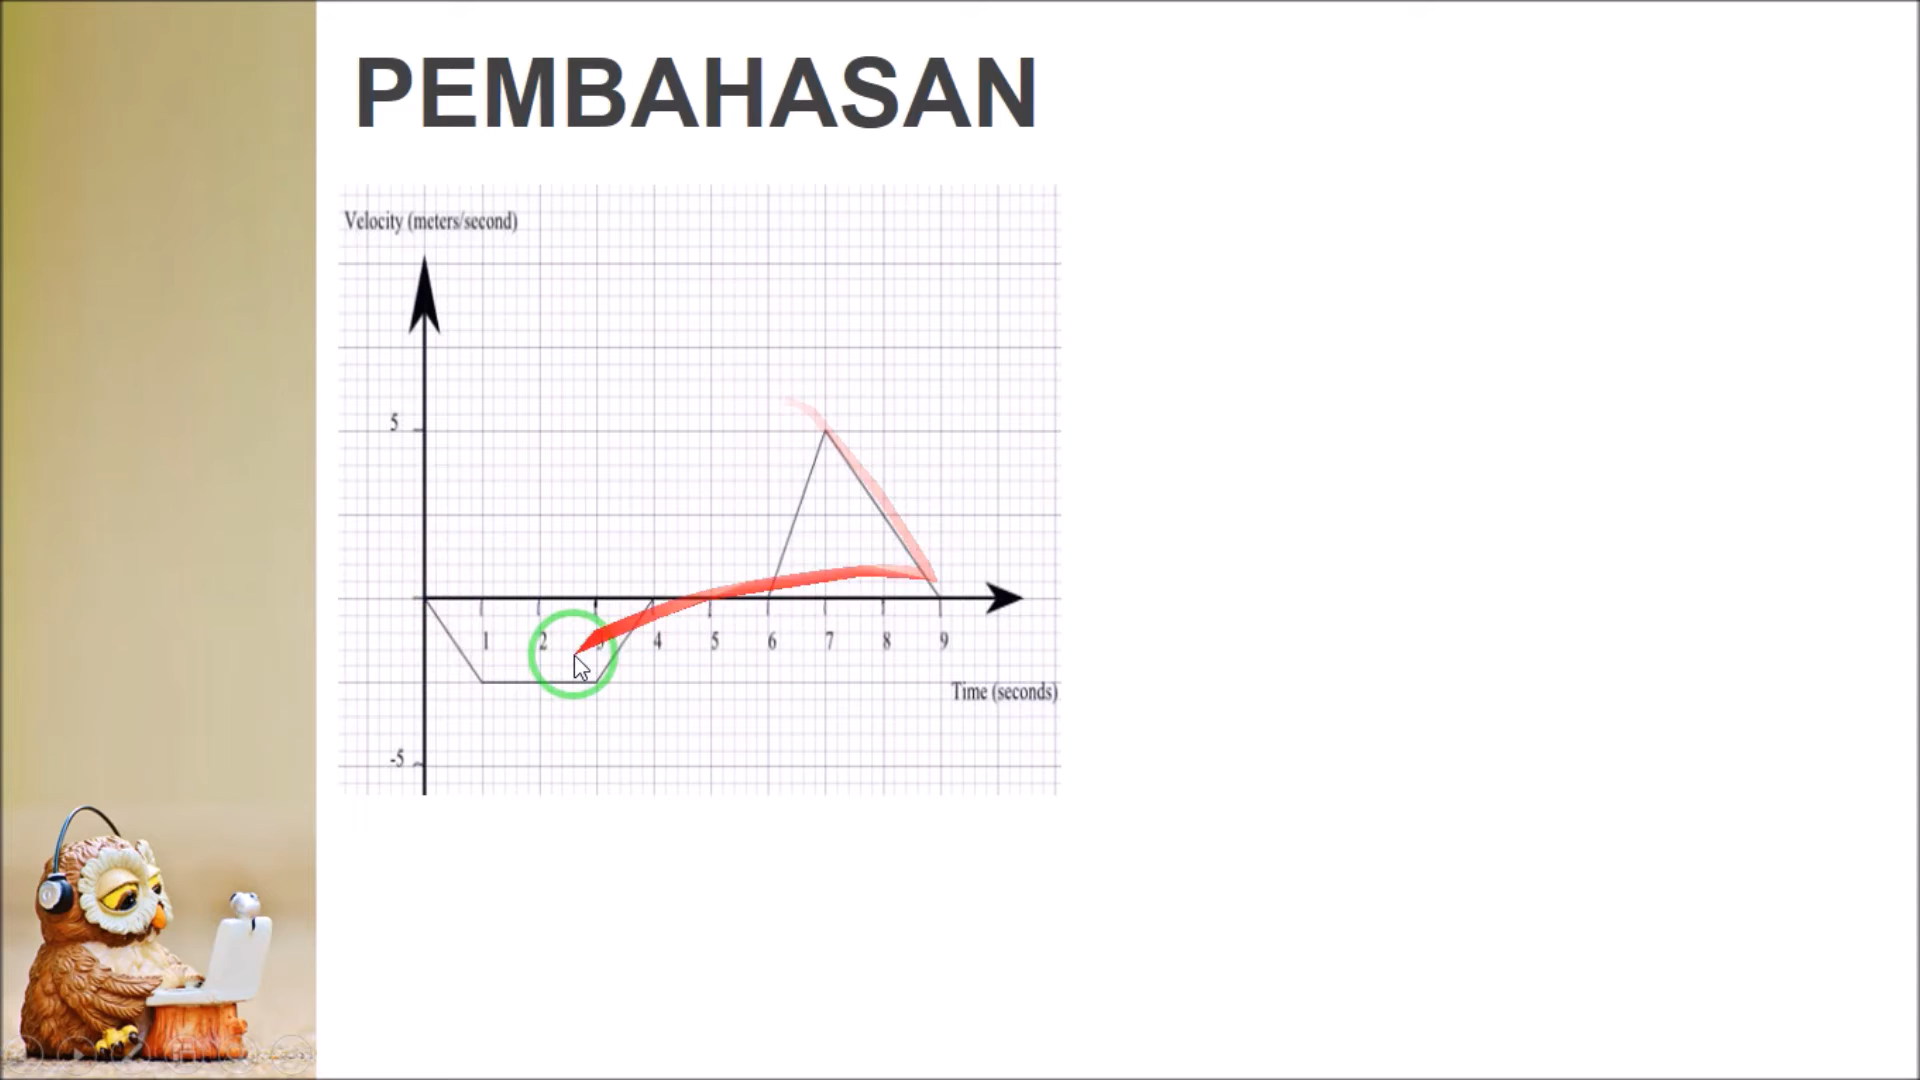 PEMBAHASAN
Velocity (meters/second)
5
1 2 3 4 5 6 7 8 9
Time (seconds)
-5